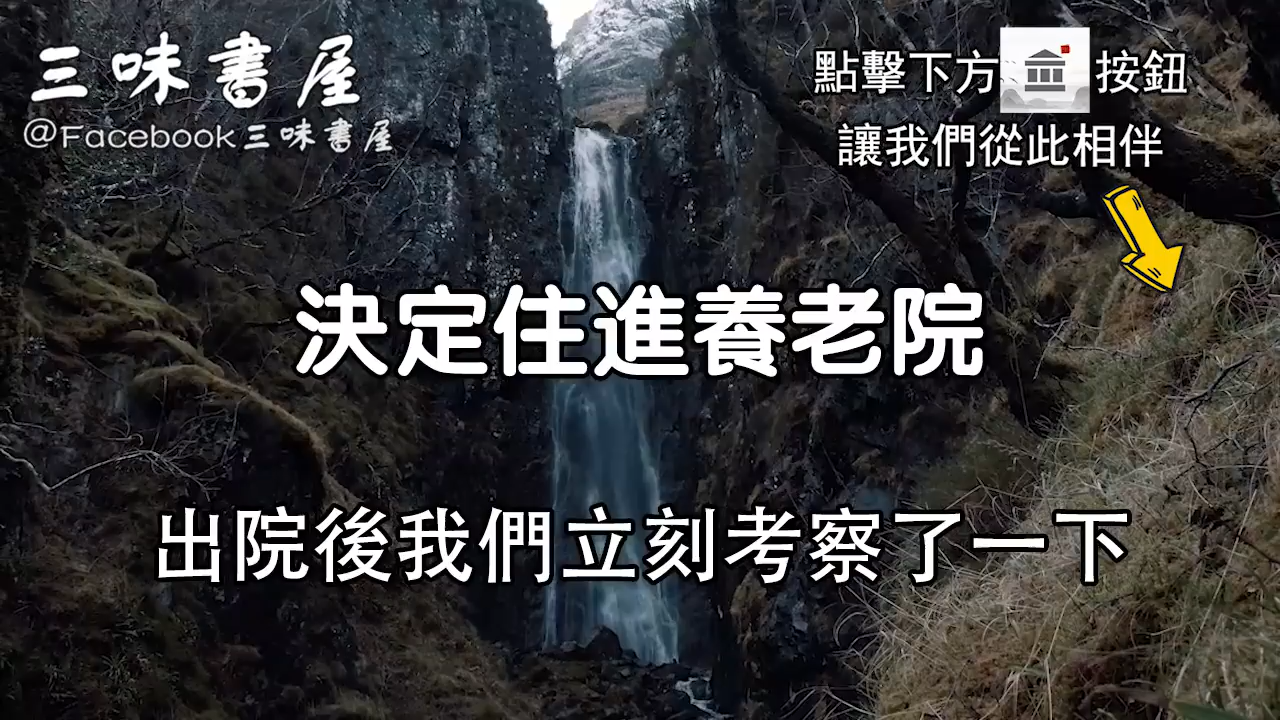 三味書屋
@Facebook三味書屋
點擊下方按鈕
讓我們從此相伴
決定住進養老院
出院後我們立刻考察了一下